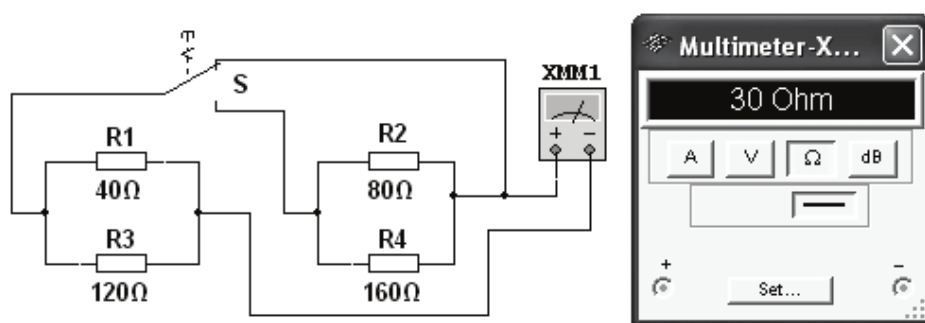 S
XMM1
+ −
R1
40Ω
R3
120Ω
R2
80Ω
R4
160Ω
Multimeter-X...
30 Ohm
A V Ω dB
+ −
Set...